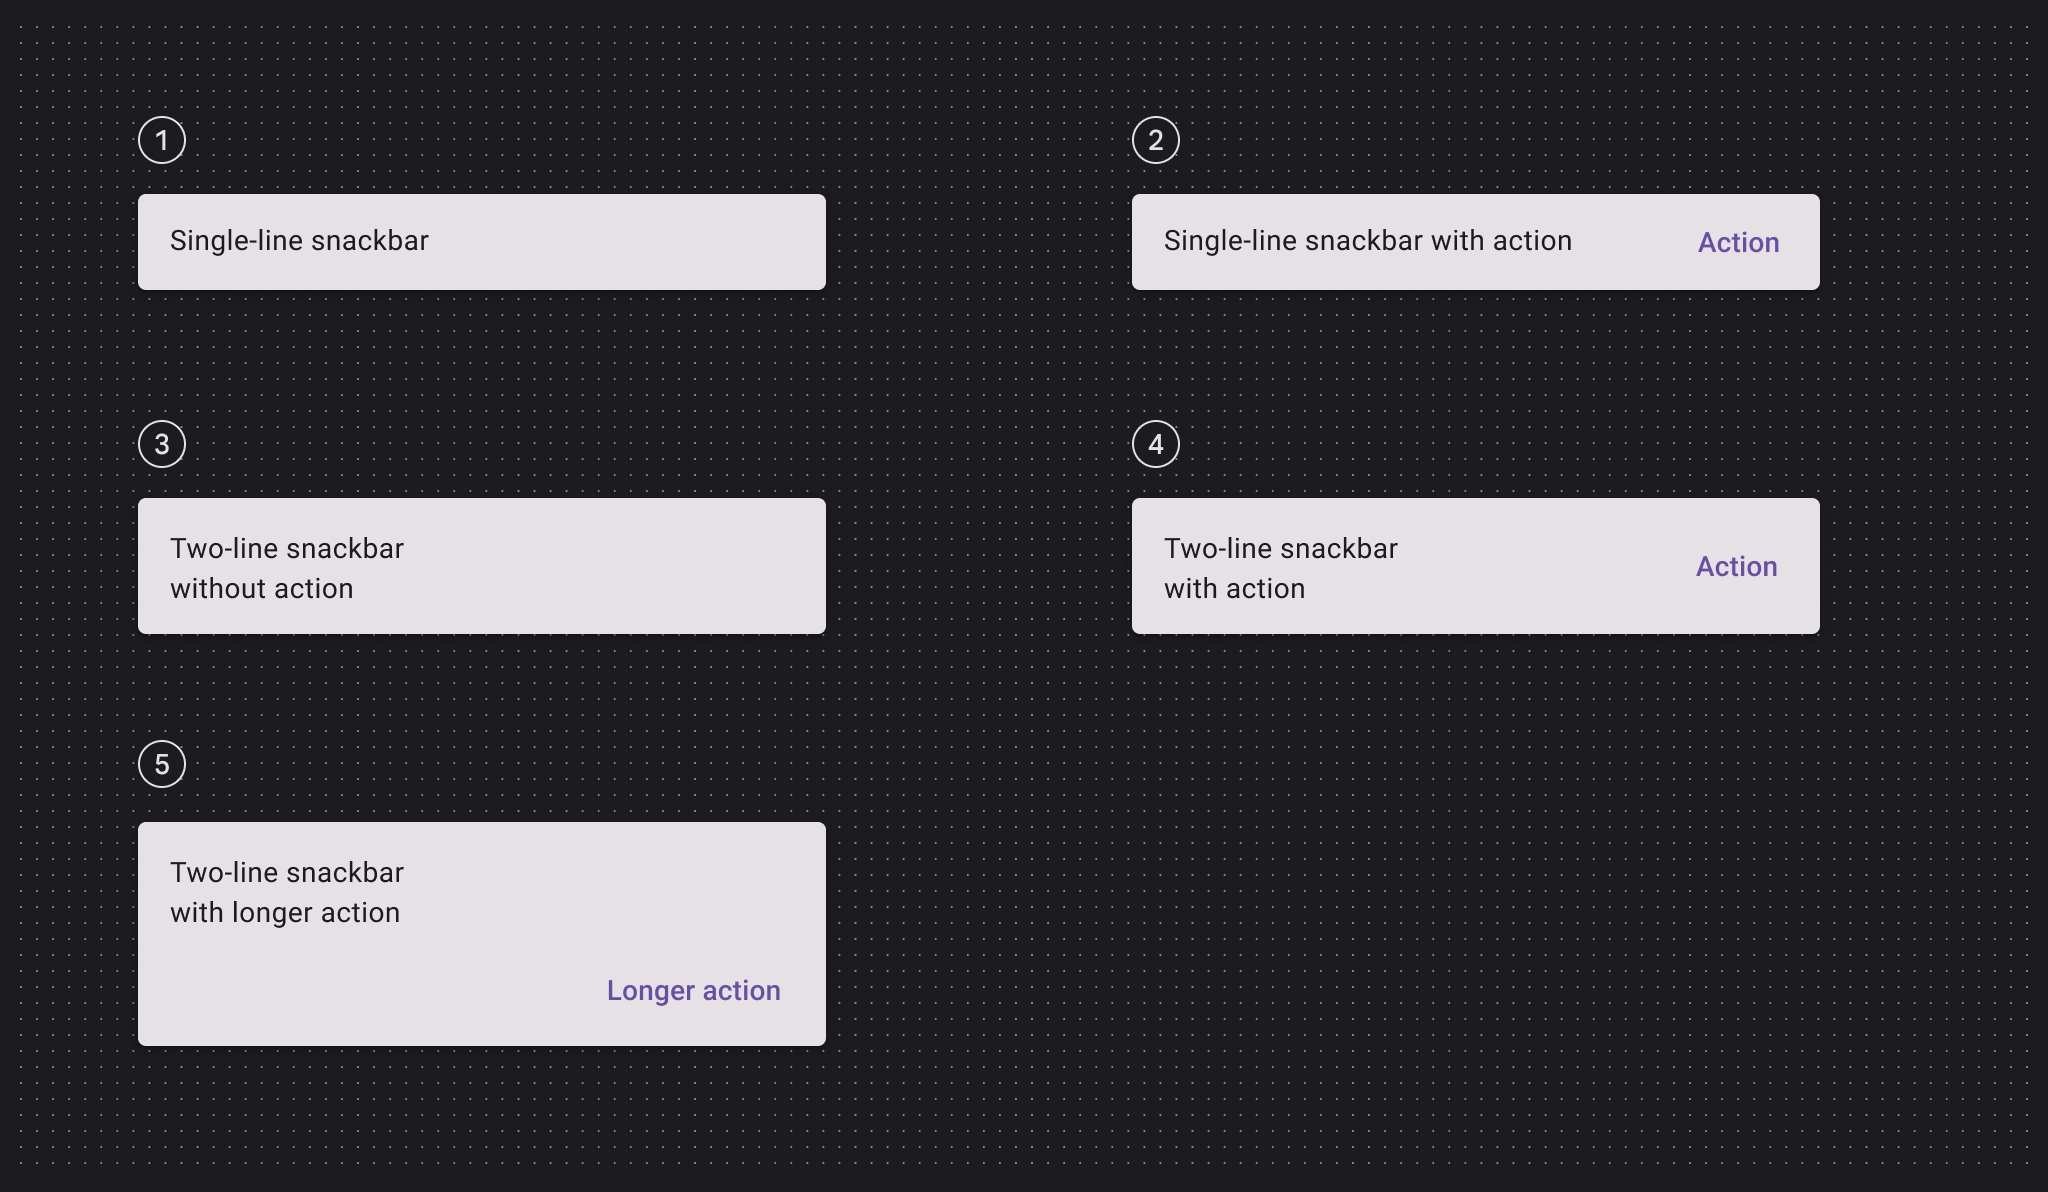 1
Single-line snackbar
2
Single-line snackbar with action
Action
3
Two-line snackbar
without action
4
Two-line snackbar
with action
Action
5
Two-line snackbar
with longer action
Longer action